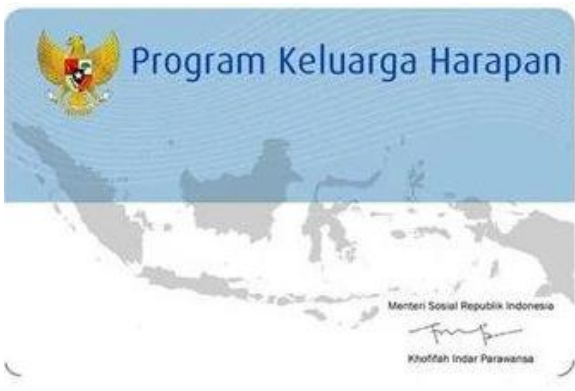 Program Keluarga Harapan
Menteri Sosial Republik Indonesia
Khofifah Indar Parawansa